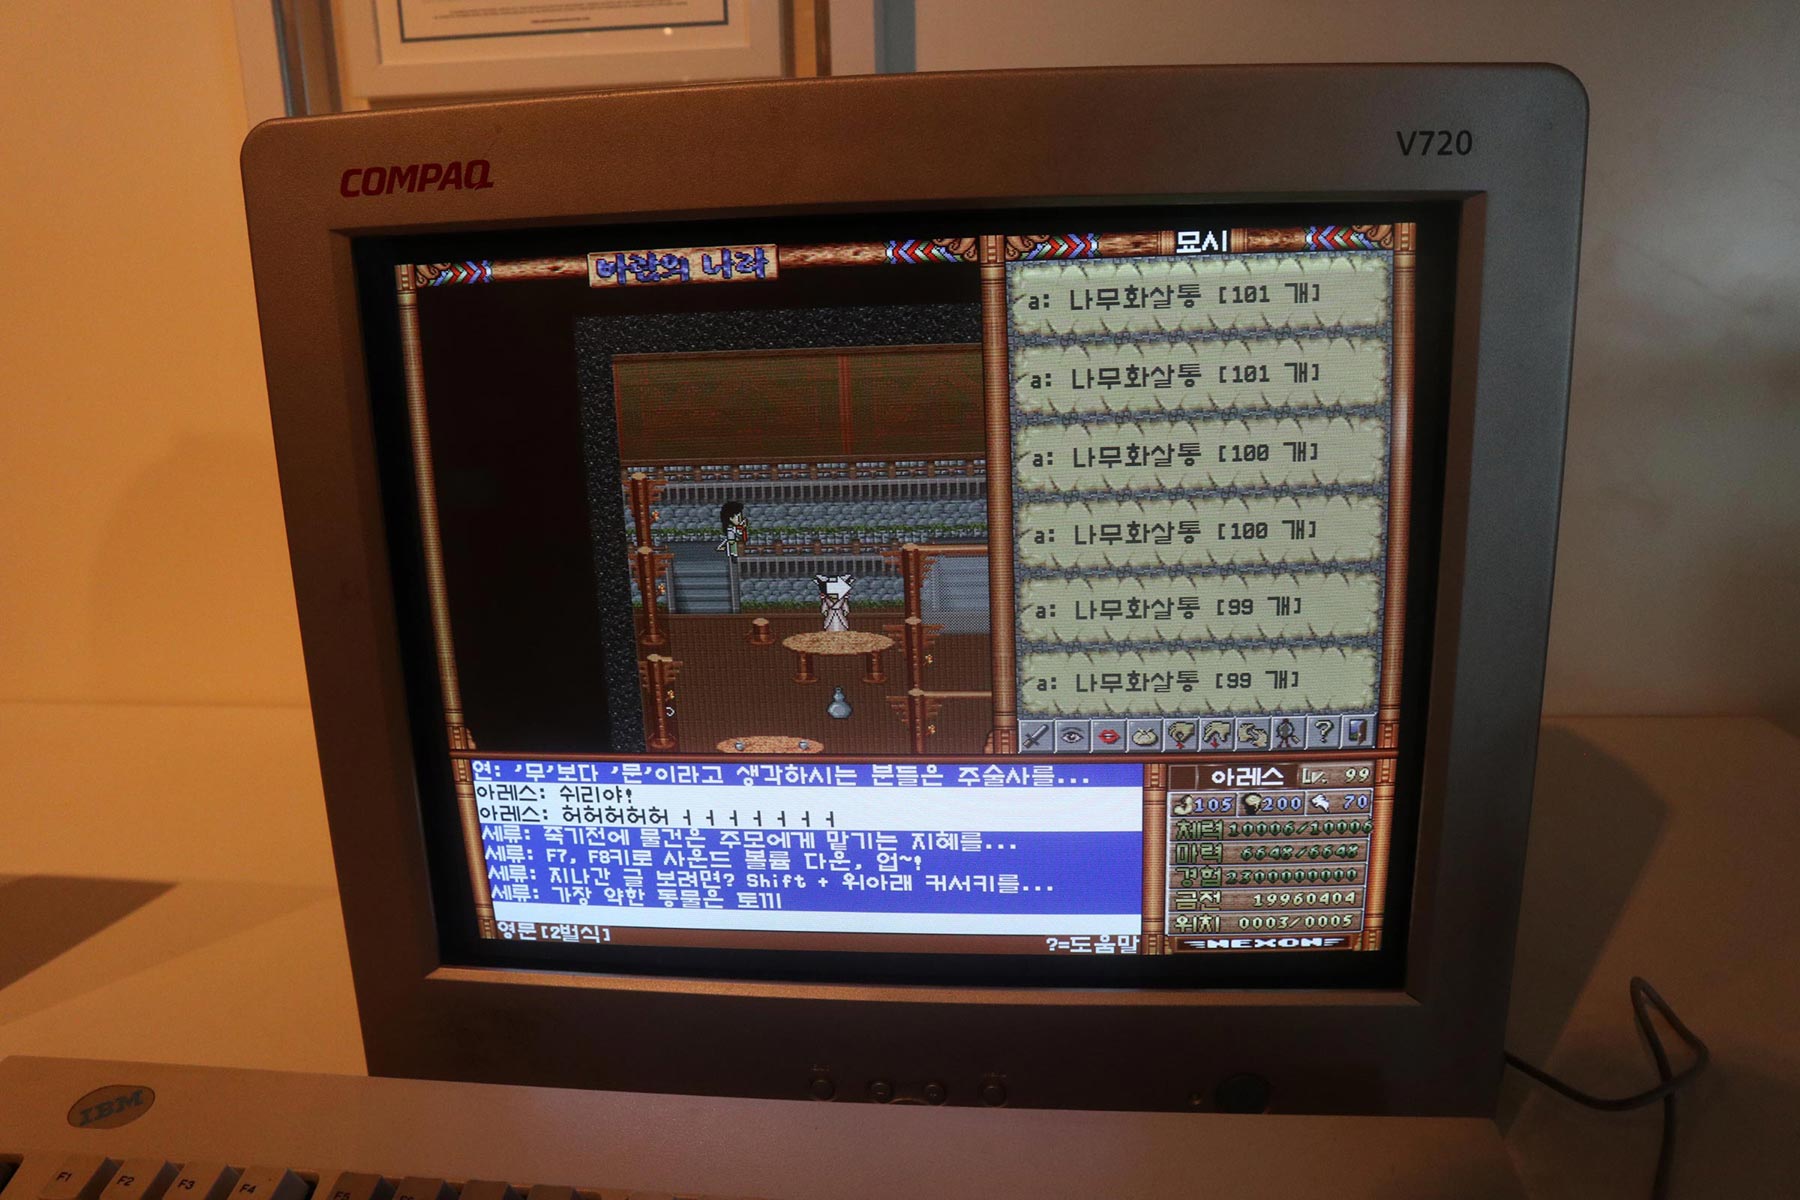 COMPAQ
V720
바람의 나라
묘시
a: 나무화살통 [101 개]
a: 나무화살통 [101 개]
a: 나무화살통 [100 개]
a: 나무화살통 [100 개]
a: 나무화살통 [99 개]
a: 나무화살통 [99 개]
연: '무'보다 '문'이라고 생각하시는 분들은 주술사를...
아레스: 쉬리야!
아레스: 허허허허허 ㅓ ㅓ ㅓ ㅓ ㅓ ㅓ ㅓ
세류: 죽기전에 물건은 주모에게 맡기는 지혜를...
세류: F7, F8키로 사운드 볼륨 다운, 업~!
세류: 지나간 글 보려면? Shift + 위아래 커서키를...
세류: 가장 약한 동물은 토끼
영문[2벌식]
?=도움말
아레스 Lv. 99
105 200 70
체력 10006/10006
마력 6648/6648
경험
금전 19960404
위치 0003/0005
NEXON
IBM
F1 F2 F3 F4 F5